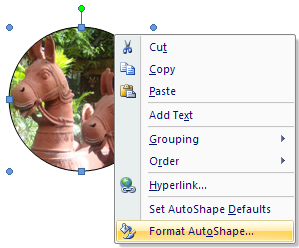 Cut
Copy
Paste
Add Text
Grouping
Order
Hyperlink...
Set AutoShape Defaults
Format AutoShape...